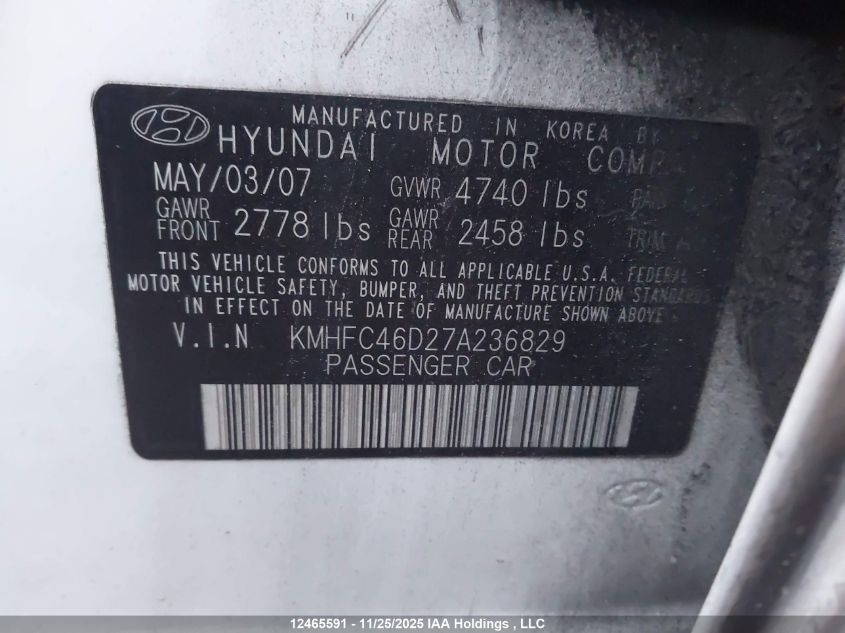 MANUFACTURED IN KOREA BY
HYUNDAI MOTOR
MAY/03/07 GVWR 4740 lbs
GAWR FRONT 2778 lbs GAWR REAR 2458 lbs
THIS VEHICLE CONFORMS TO ALL APPLICABLE U.S.A. FEDERAL
MOTOR VEHICLE SAFETY, BUMPER, AND THEFT PREVENTION STANDARDS
IN EFFECT ON THE DATE OF MANUFACTURE SHOWN ABOVE
V.I.N KMHFC46D27A236829
PASSENGER CAR
12465591 - 11/25/2025 IAA Holdings , LLC